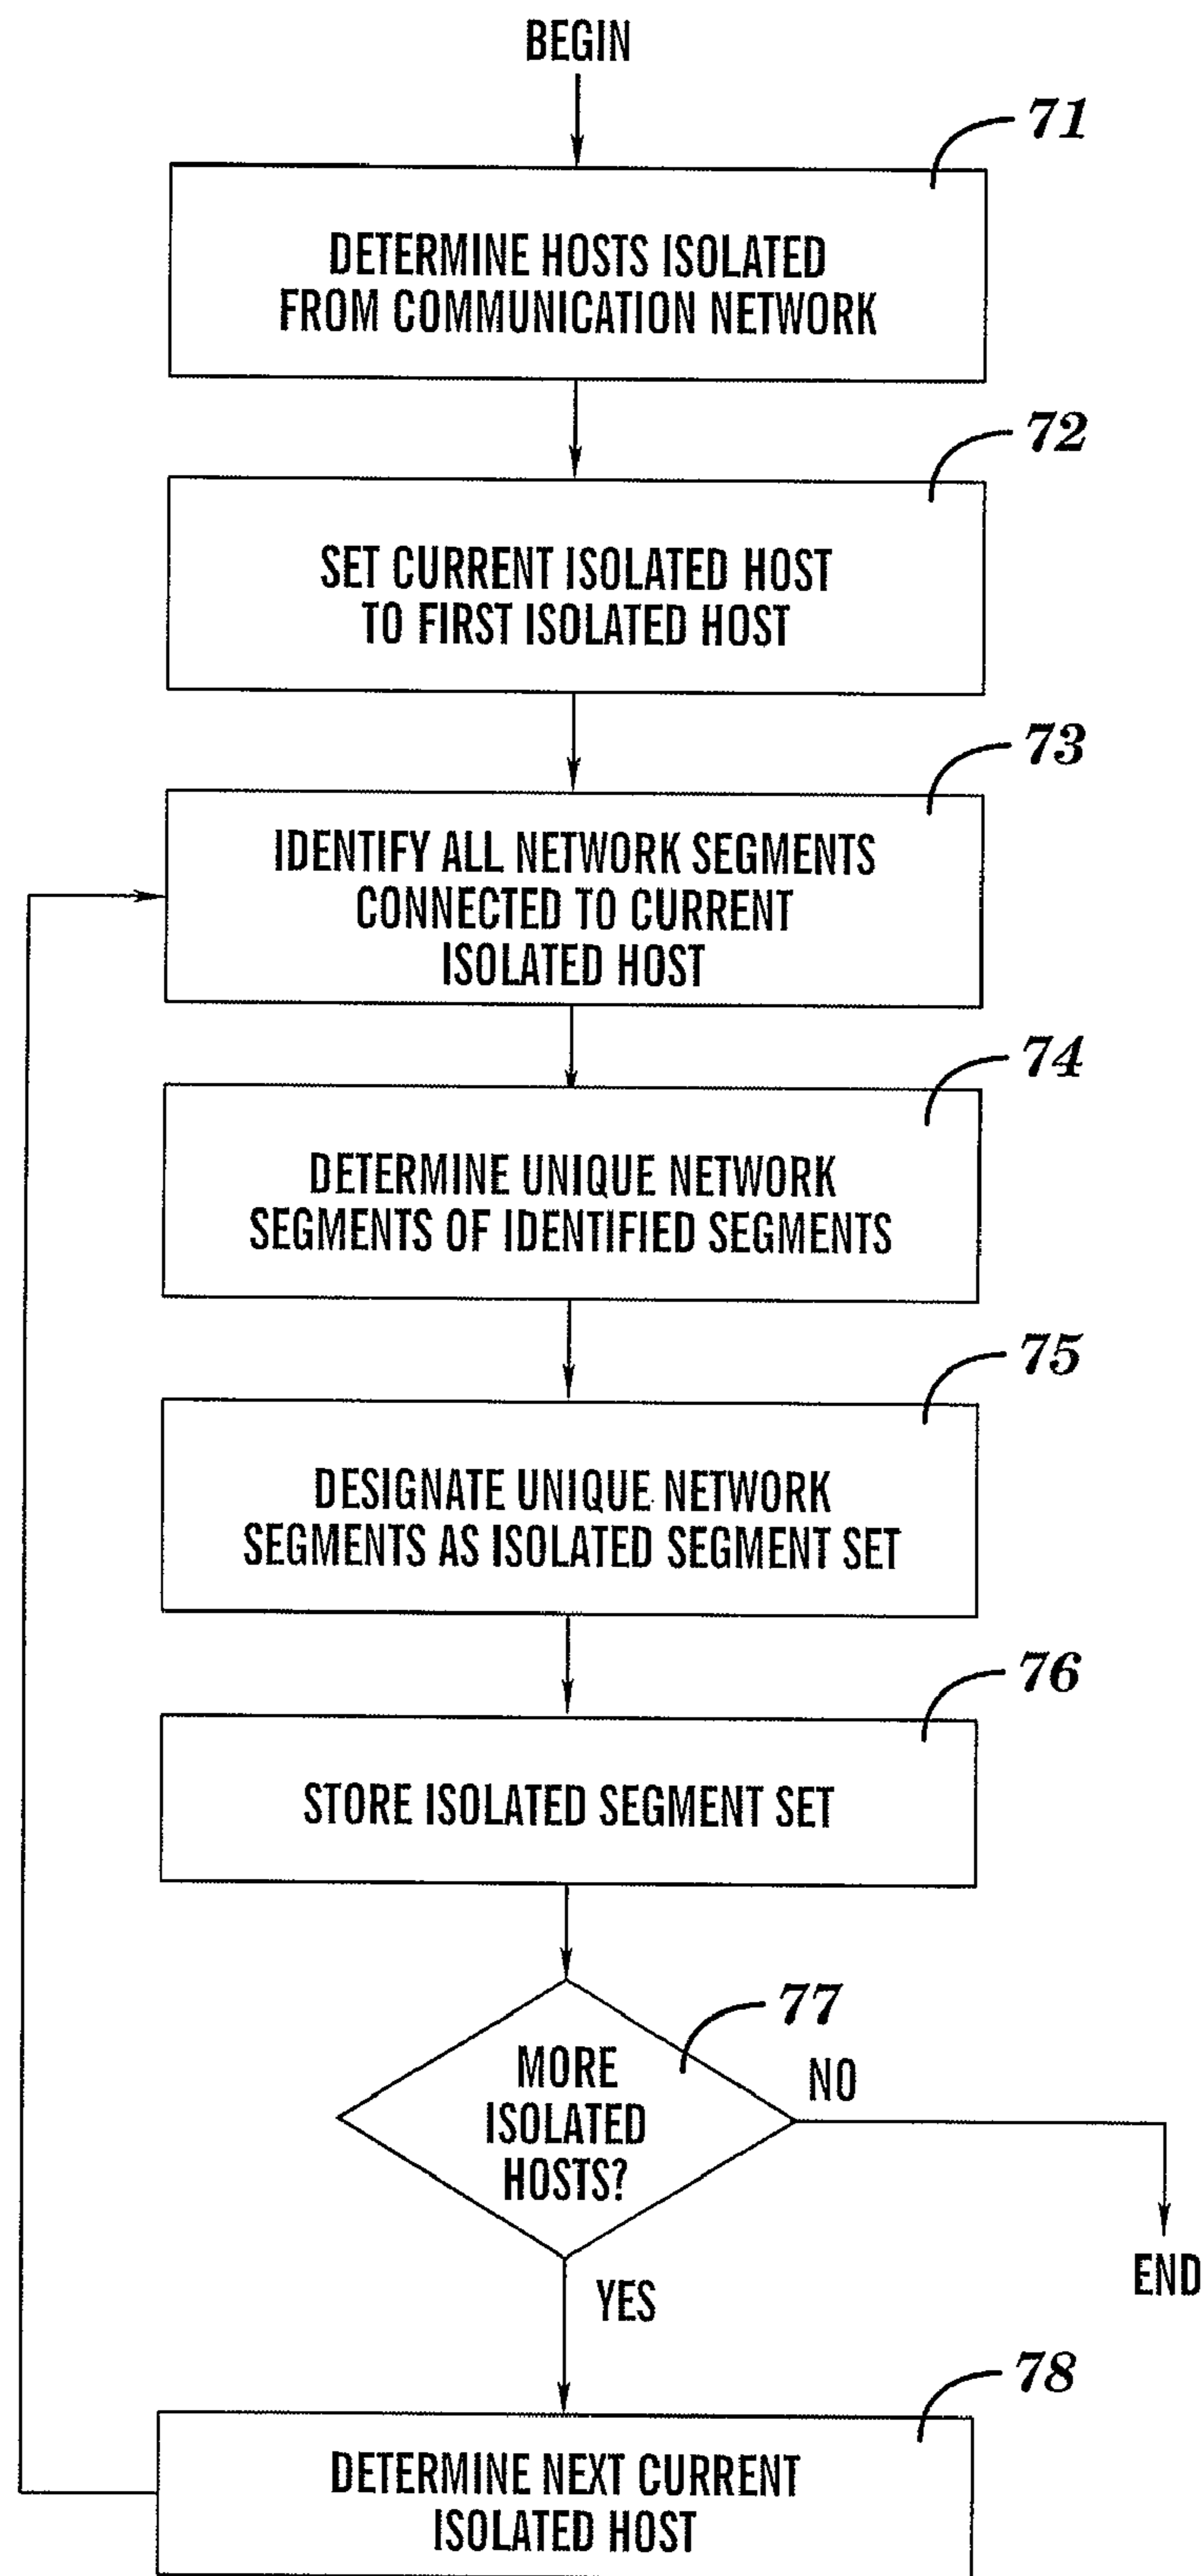 BEGIN
71
DETERMINE HOSTS ISOLATED
FROM COMMUNICATION NETWORK
72
SET CURRENT ISOLATED HOST
TO FIRST ISOLATED HOST
73
IDENTIFY ALL NETWORK SEGMENTS
CONNECTED TO CURRENT
ISOLATED HOST
74
DETERMINE UNIQUE NETWORK
SEGMENTS OF IDENTIFIED SEGMENTS
75
DESIGNATE UNIQUE NETWORK
SEGMENTS AS ISOLATED SEGMENT SET
76
STORE ISOLATED SEGMENT SET
77
MORE
ISOLATED
HOSTS?
NO
END
YES
78
DETERMINE NEXT CURRENT
ISOLATED HOST